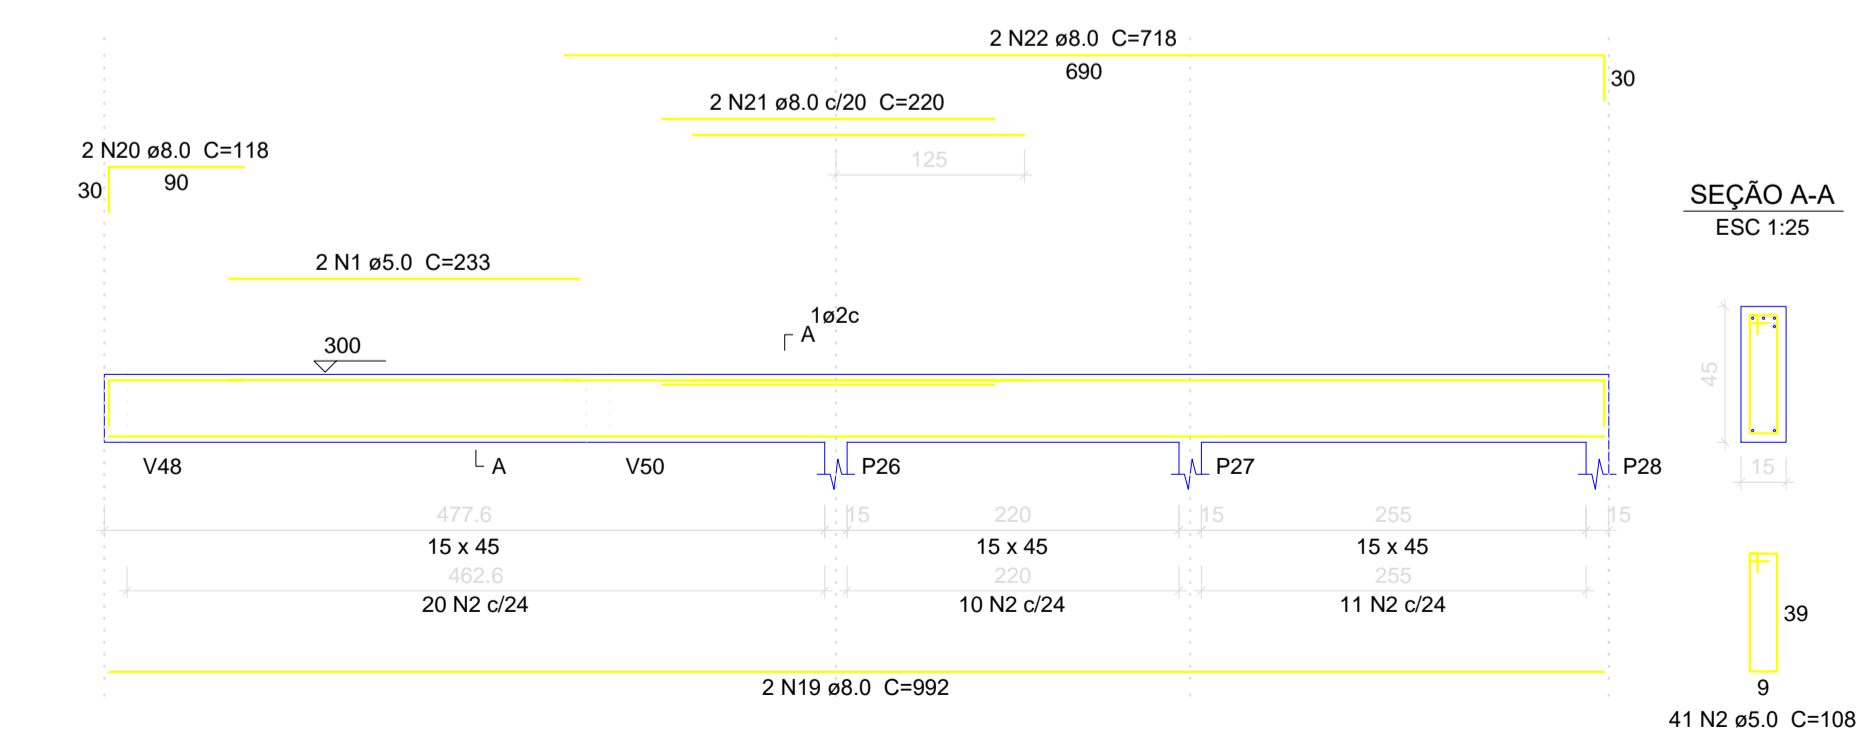 2 N22 ø8.0  C=718
690
30
2 N21 ø8.0 c/20  C=220
125
2 N20 ø8.0  C=118
30
90
SEÇÃO A-A
ESC 1:25
2 N1 ø5.0  C=233
1ø2c
A
300
45
15
V48
A
V50
P26
P27
P28
477.6
15
220
15
255
15
15 x 45
15 x 45
15 x 45
462.6
220
255
20 N2 c/24
10 N2 c/24
11 N2 c/24
39
9
2 N19 ø8.0  C=992
41 N2 ø5.0  C=108